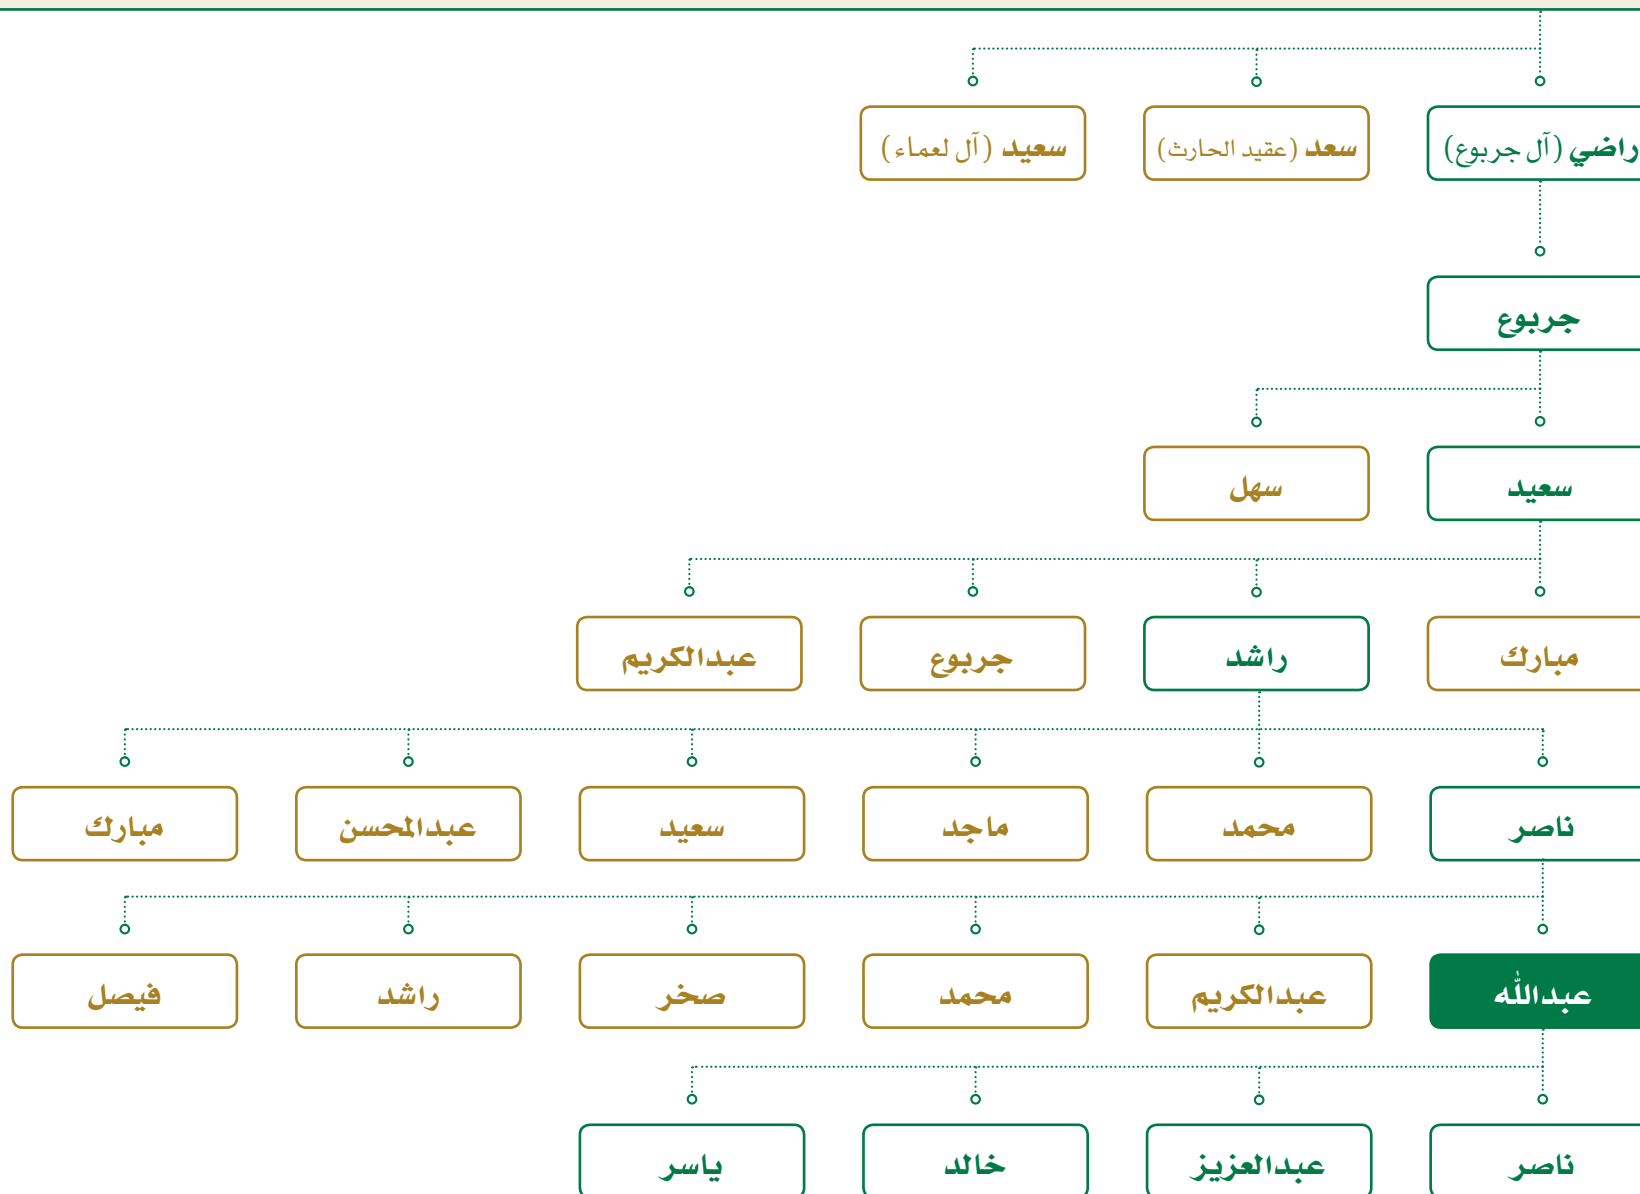 راضي (آل جربوع)
سعد (عقيد الحارث)
سعيد (آل لعماء)
جربوع
سعيد
سهل
مبارك
راشد
جربوع
عبدالكريم
ناصر
محمد
ماجد
سعيد
عبدالمحسن
مبارك
عبدالله
عبدالكريم
محمد
صخر
راشد
فيصل
ناصر
عبدالعزيز
خالد
ياسر